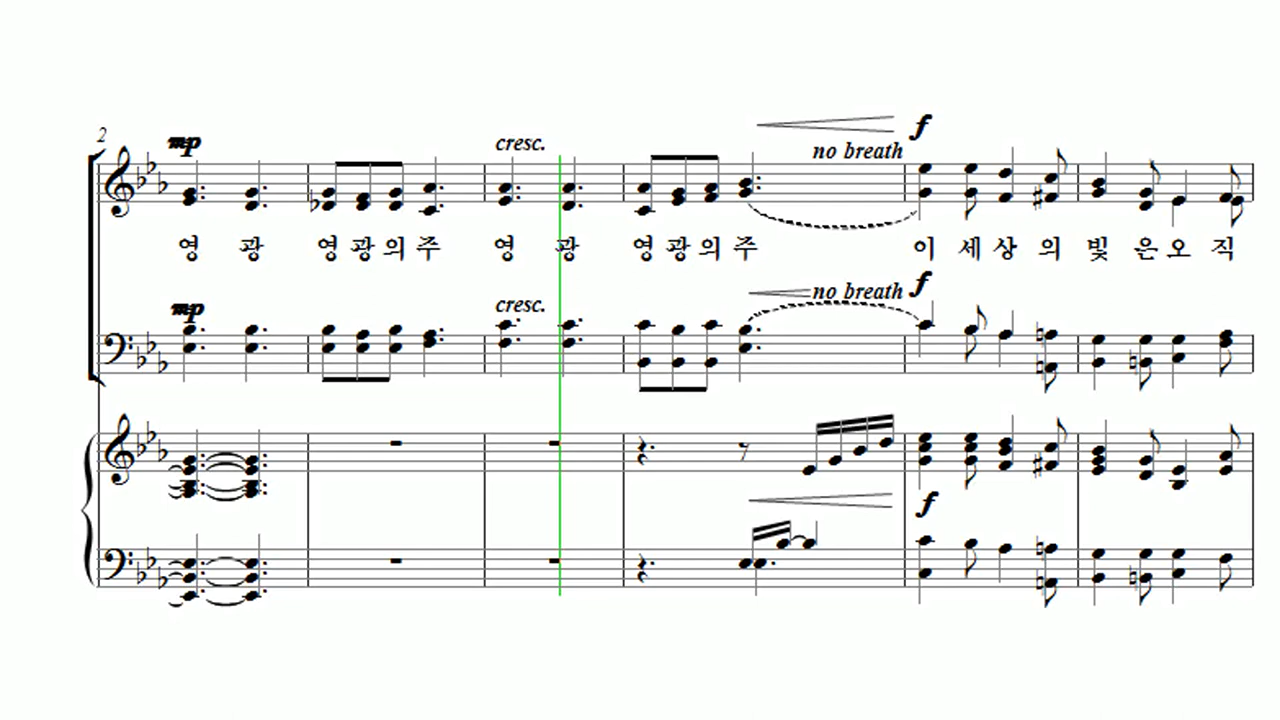 2
mp
cresc.
no breath
f
영 광 영 광 의 주 영 광 영 광 의 주 이 세 상 의 빛 은 오 직
mp
cresc.
no breath
f
f